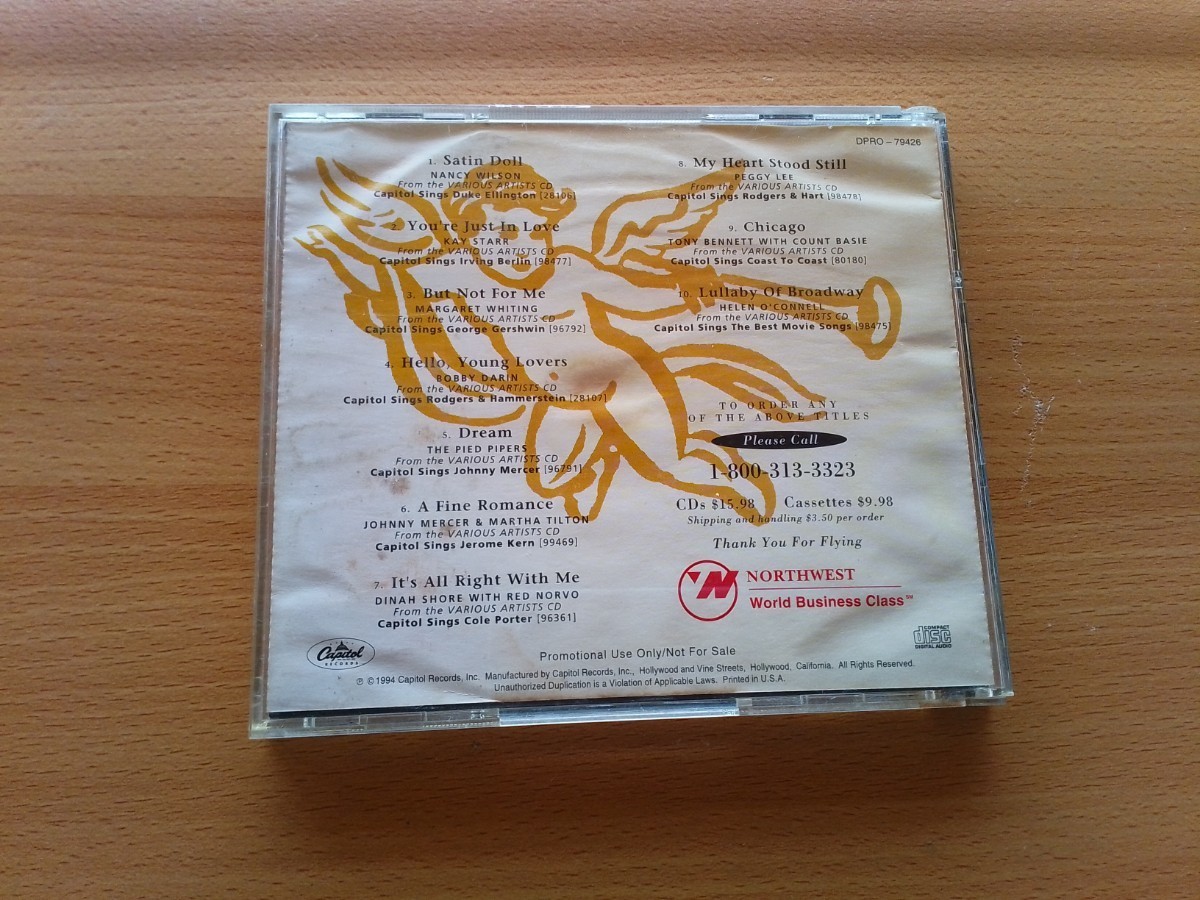 DPRO – 79426
1. Satin Doll
NANCY WILSON
From the VARIOUS ARTISTS CD
Capitol Sings Duke Ellington [28106]
2. You're Just In Love
KAY STARR
From the VARIOUS ARTISTS CD
Capitol Sings Irving Berlin [98477]
3. But Not For Me
MARGARET WHITING
From the VARIOUS ARTISTS CD
Capitol Sings George Gershwin [96792]
4. Hello, Young Lovers
BOBBY DARIN
From the VARIOUS ARTISTS CD
Capitol Sings Rodgers & Hammerstein [28107]
5. Dream
THE PIED PIPERS
From the VARIOUS ARTISTS CD
Capitol Sings Johnny Mercer [96791]
6. A Fine Romance
JOHNNY MERCER & MARTHA TILTON
From the VARIOUS ARTISTS CD
Capitol Sings Jerome Kern [99469]
7. It's All Right With Me
DINAH SHORE WITH RED NORVO
From the VARIOUS ARTISTS CD
Capitol Sings Cole Porter [96361]
8. My Heart Stood Still
PEGGY LEE
From the VARIOUS ARTISTS CD
Capitol Sings Rodgers & Hart [98478]
9. Chicago
TONY BENNETT WITH COUNT BASIE
From the VARIOUS ARTISTS CD
Capitol Sings Coast To Coast [80180]
10. Lullaby Of Broadway
HELEN O'CONNELL
From the VARIOUS ARTISTS CD
Capitol Sings The Best Movie Songs [98475]
TO ORDER ANY
OF THE ABOVE TITLES
Please Call
1-800-313-3323
CDs $15.98 Cassettes $9.98
Shipping and handling $3.50 per order
Thank You For Flying
NORTHWEST
World Business Class℠
Capitol
RECORDS
COMPACT
disc
DIGITAL AUDIO
Promotional Use Only/Not For Sale
℗ © 1994 Capitol Records, Inc. Manufactured by Capitol Records, Inc., Hollywood and Vine Streets, Hollywood, California. All Rights Reserved.
Unauthorized Duplication is a Violation of Applicable Laws. Printed in U.S.A.